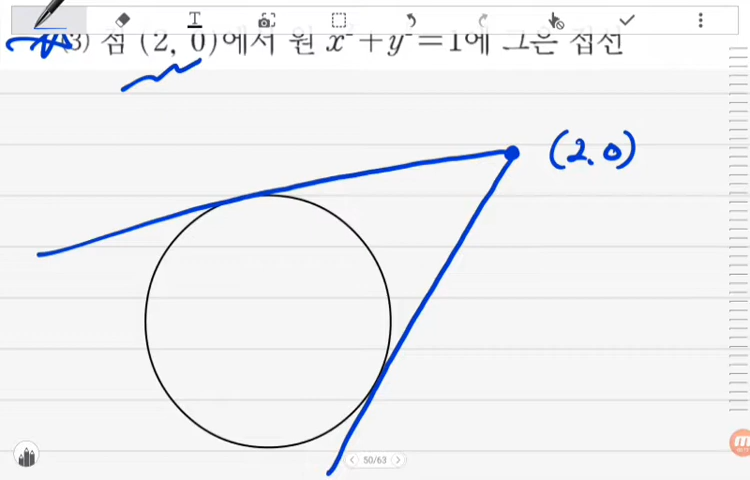 (3) 점 (2, 0)에서 원 x²+y²=1에 그은 접선
(2.0)
50/63